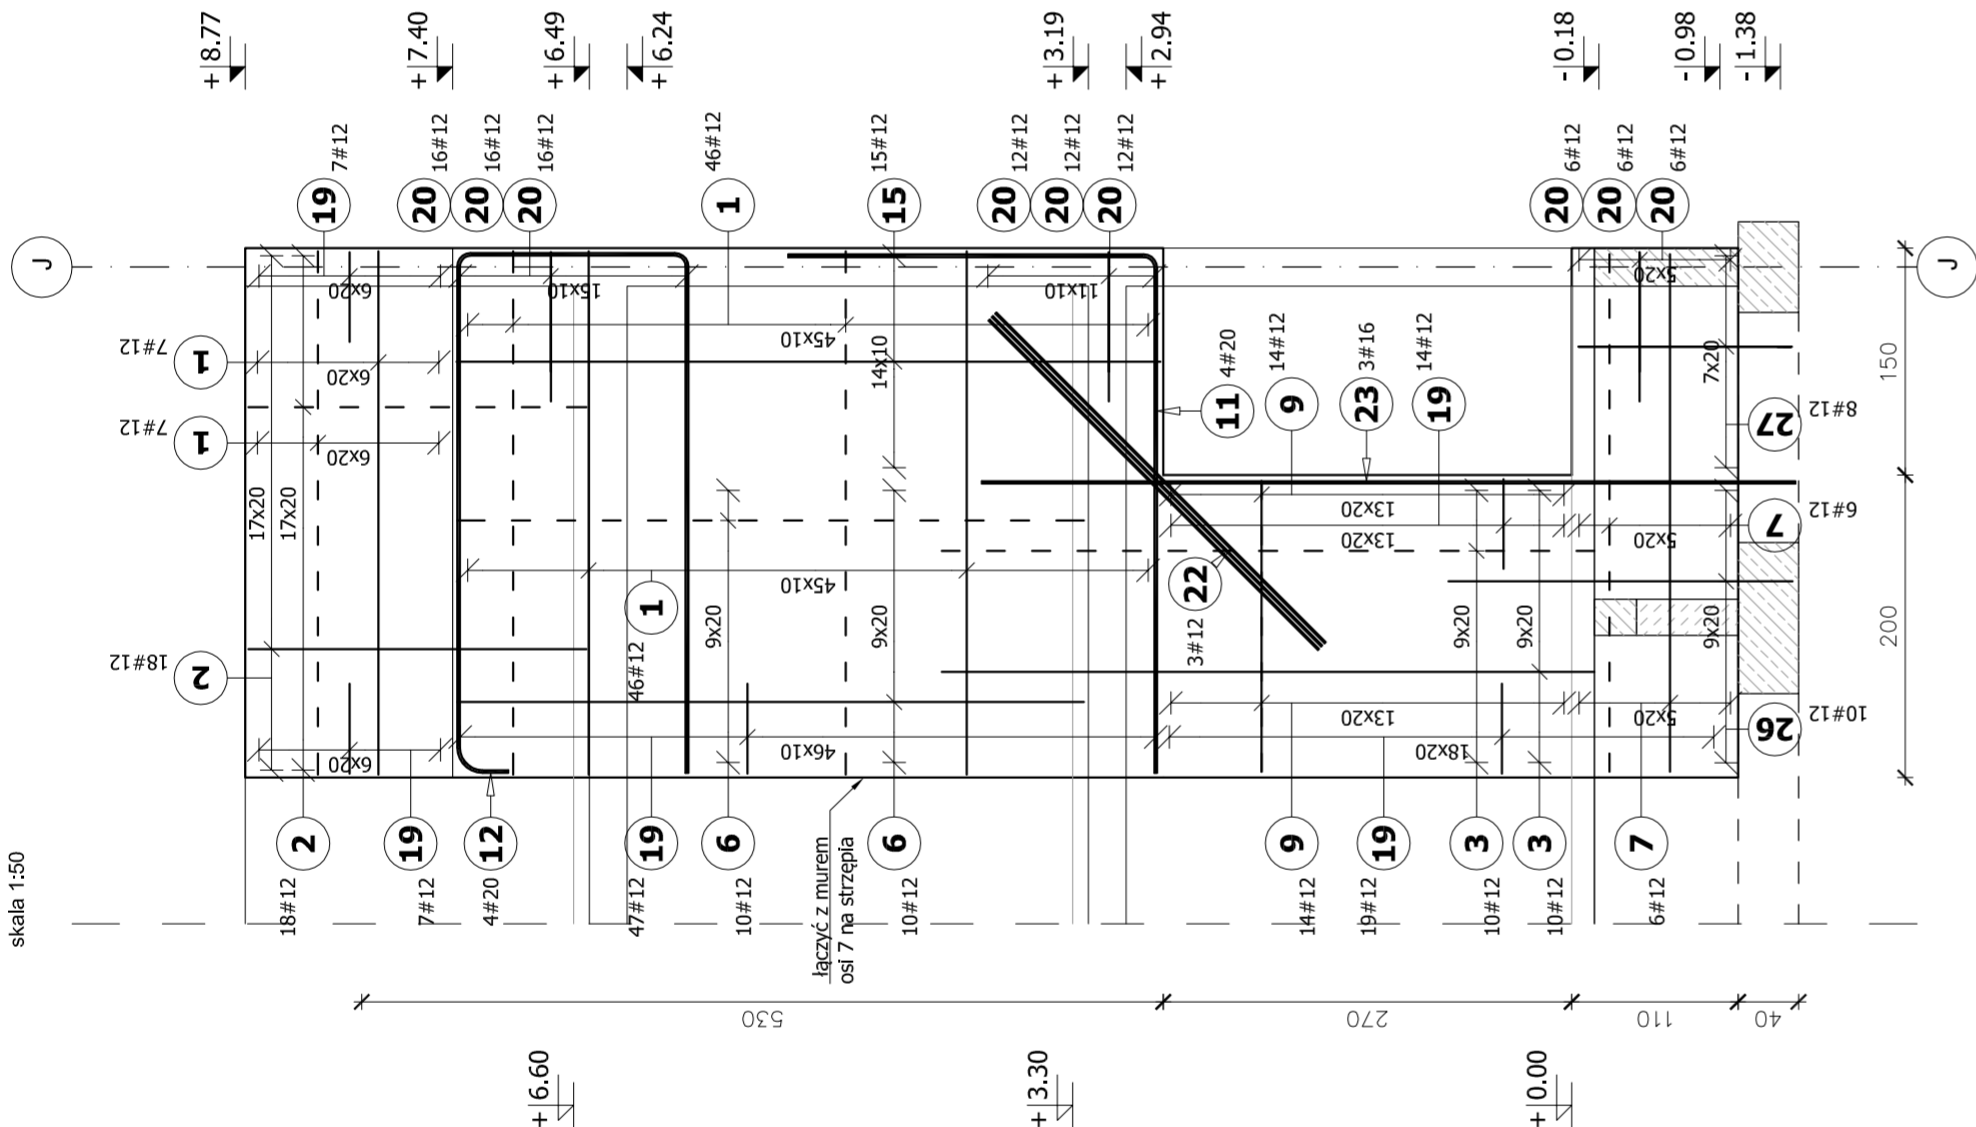 skala 1:50
+ 8.77
+ 7.40
+ 6.49
+ 6.24
+ 3.19
+ 2.94
- 0.18
- 0.98
- 1.38
19
7#12
20
16#12
20
16#12
20
16#12
1
46#12
15
15#12
20
12#12
20
12#12
20
12#12
20
6#12
20
6#12
20
6#12
J
J
6x20
15x10
11x10
5x20
45x10
14x10
7x20
150
7#12
1
6x20
7#12
1
6x20
17x20
17x20
11
4#20
9
14#12
23
3#16
19
14#12
27
8#12
13x20
13x20
5x20
7
6#12
45x10
22
3#12
1
46#12
9x20
9x20
9x20
9x20
9x20
200
18#12
2
6x20
46x10
13x20
18x20
5x20
26
10#12
2
18#12
19
7#12
12
4#20
19
47#12
6
10#12
6
10#12
9
14#12
19
19#12
3
10#12
3
10#12
7
6#12
łączyć z murem
osi 7 na strzępia
530
270
110
40
+ 6.60
+ 3.30
+ 0.00